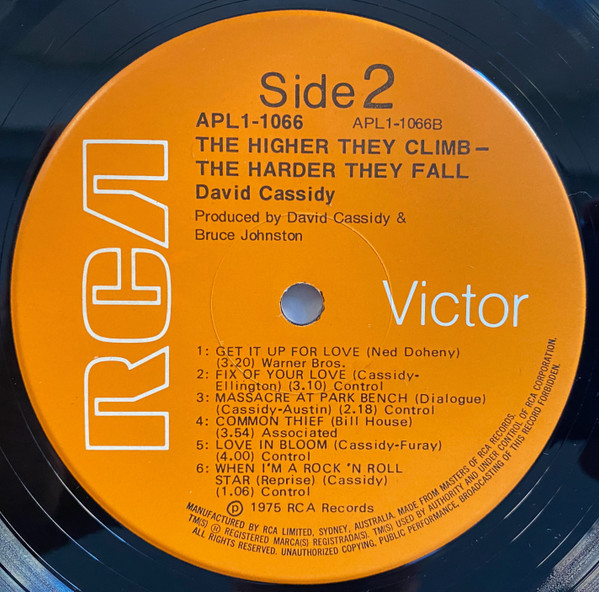 Side 2
APL1-1066 APL1-1066B
THE HIGHER THEY CLIMB—
THE HARDER THEY FALL
David Cassidy
Produced by David Cassidy &
Bruce Johnston
RCA
Victor
1: GET IT UP FOR LOVE (Ned Doheny)
(3.20) Warner Bros.
2: FIX OF YOUR LOVE (Cassidy-
Ellington) (3.10) Control
3: MASSACRE AT PARK BENCH (Dialogue)
(Cassidy-Austin) (2.18) Control
4: COMMON THIEF (Bill House)
(3.54) Associated
5: LOVE IN BLOOM (Cassidy-Furay)
(4.00) Control
6: WHEN I'M A ROCK 'N ROLL
STAR (Reprise) (Cassidy)
(1.06) Control
Ⓟ 1975 RCA Records
MANUFACTURED BY RCA LIMITED, SYDNEY, AUSTRALIA. MADE FROM MASTERS OF RCA RECORDS.
TM(S) ® REGISTERED MARCA(S) REGISTRADA(S). TM(S) USED BY AUTHORITY AND UNDER CONTROL OF RCA CORPORATION.
ALL RIGHTS RESERVED. UNAUTHORIZED COPYING, PUBLIC PERFORMANCE, BROADCASTING OF THIS RECORD FORBIDDEN.